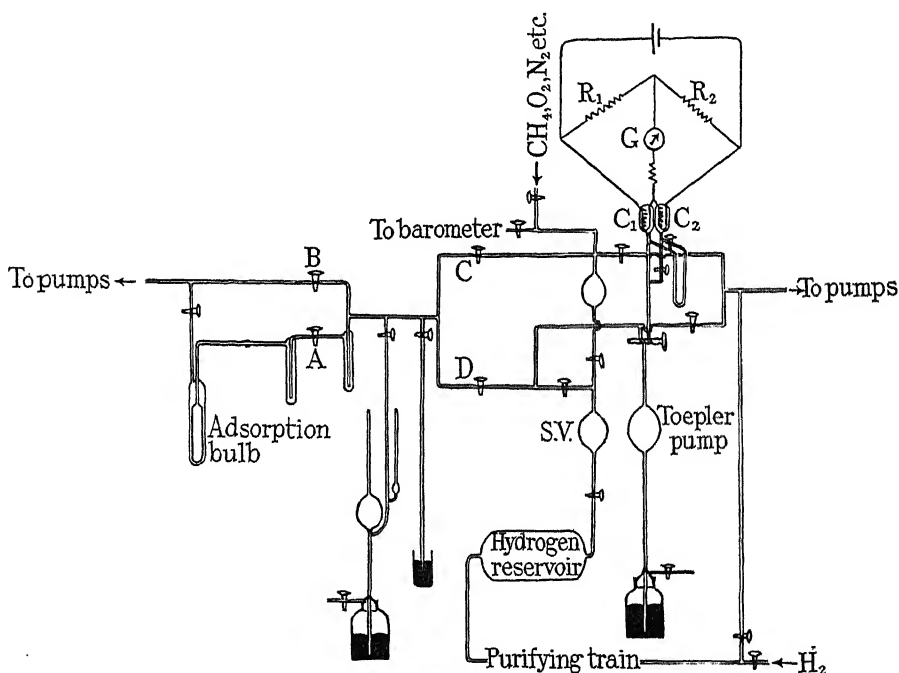 CH₄,O₂,N₂ etc.
R₁
R₂
G
C₁
C₂
To barometer
To pumps
B
C
To pumps
A
D
Adsorption
bulb
S.V.
Toepler
pump
Hydrogen
reservoir
Purifying train
H₂